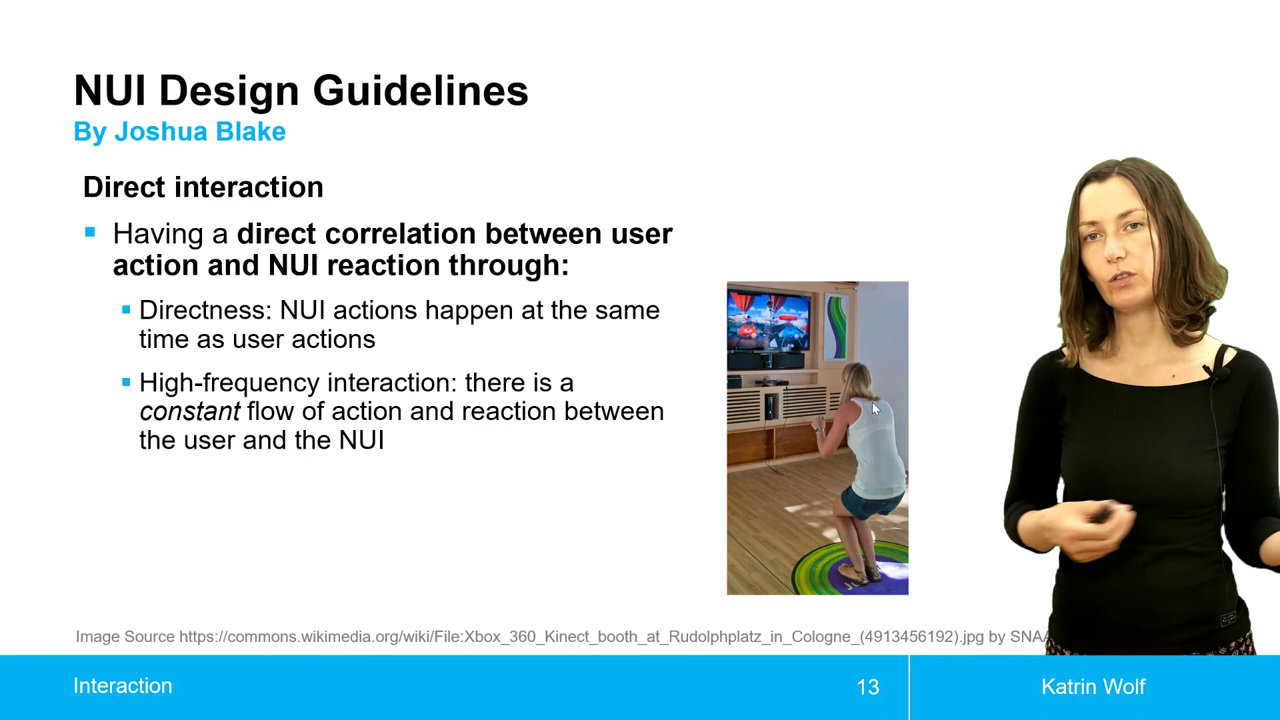 NUI Design Guidelines
By Joshua Blake
Direct interaction
Having a direct correlation between user
action and NUI reaction through:
Directness: NUI actions happen at the same
time as user actions
High-frequency interaction: there is a
constant flow of action and reaction between
the user and the NUI
Image Source https://commons.wikimedia.org/wiki/File:Xbox_360_Kinect_booth_at_Rudolphplatz_in_Cologne_(4913456192).jpg by
Interaction
13
Katrin Wolf